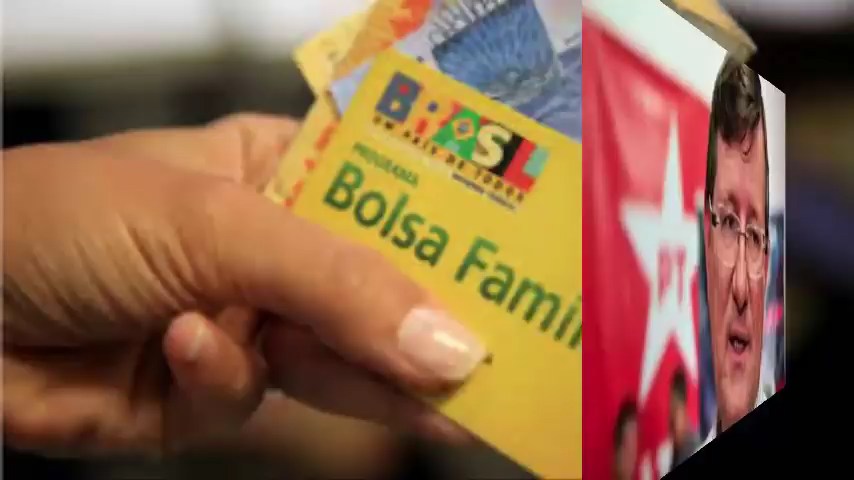 BRASIL
UM PAÍS DE TODOS
PROGRAMA
Bolsa Famí
PT